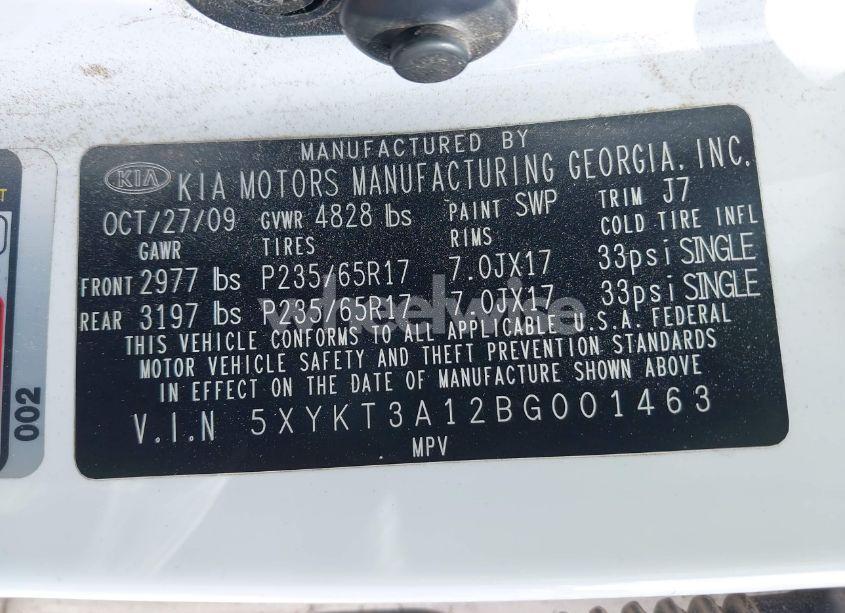 MANUFACTURED BY
KIA KIA MOTORS MANUFACTURING GEORGIA, INC.
OCT/27/09 GVWR 4828 lbs PAINT SWP TRIM J7
GAWR TIRES RIMS COLD TIRE INFL
FRONT 2977 lbs P235/65R17 7.0JX17 33psi SINGLE
REAR 3197 lbs P235/65R17 7.0JX17 33psi SINGLE
wheelwise
THIS VEHICLE CONFORMS TO ALL APPLICABLE U.S.A. FEDERAL
MOTOR VEHICLE SAFETY AND THEFT PREVENTION STANDARDS
IN EFFECT ON THE DATE OF MANUFACTURE SHOWN ABOVE
V.I.N 5XYKT3A12BG001463
MPV
002